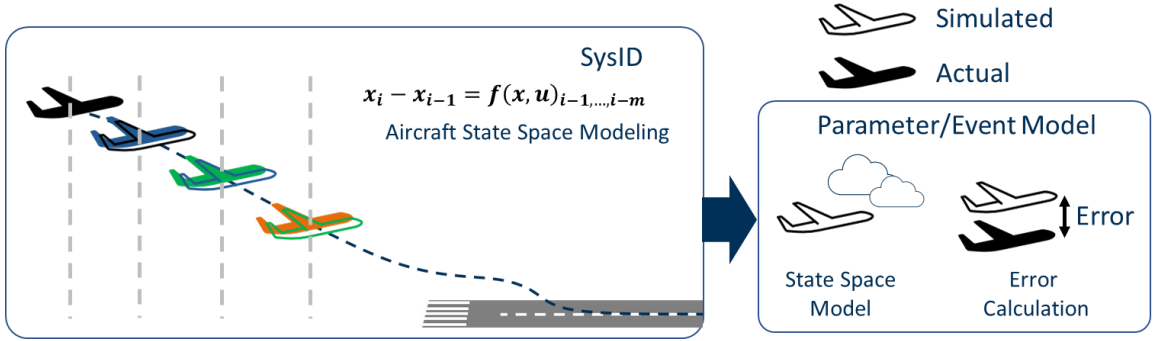 Simulated
Actual
SysID
x_i − x_{i−1} = f(x, u)_{i−1,…,i−m}
Aircraft State Space Modeling
Parameter/Event Model
Error
State Space
Model
Error
Calculation